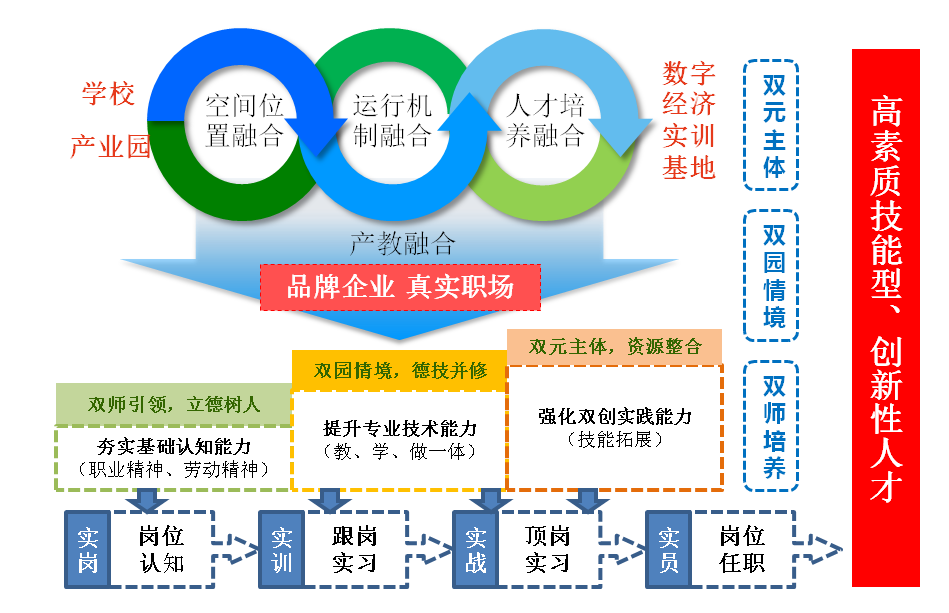 学校
产业园
空间位
置融合
运行机
制融合
人才培
养融合
数字
经济
实训
基地
产教融合
品牌企业 真实职场
双师引领，立德树人
夯实基础认知能力
（职业精神、劳动精神）
双园情境，德技并修
提升专业技术能力
（教、学、做一体）
双元主体，资源整合
强化双创实践能力
（技能拓展）
实岗
岗位
认知
实训
跟岗
实习
实战
顶岗
实习
实员
岗位
任职
双元主体
双园情境
双师培养
高素质技能型、创新性人才